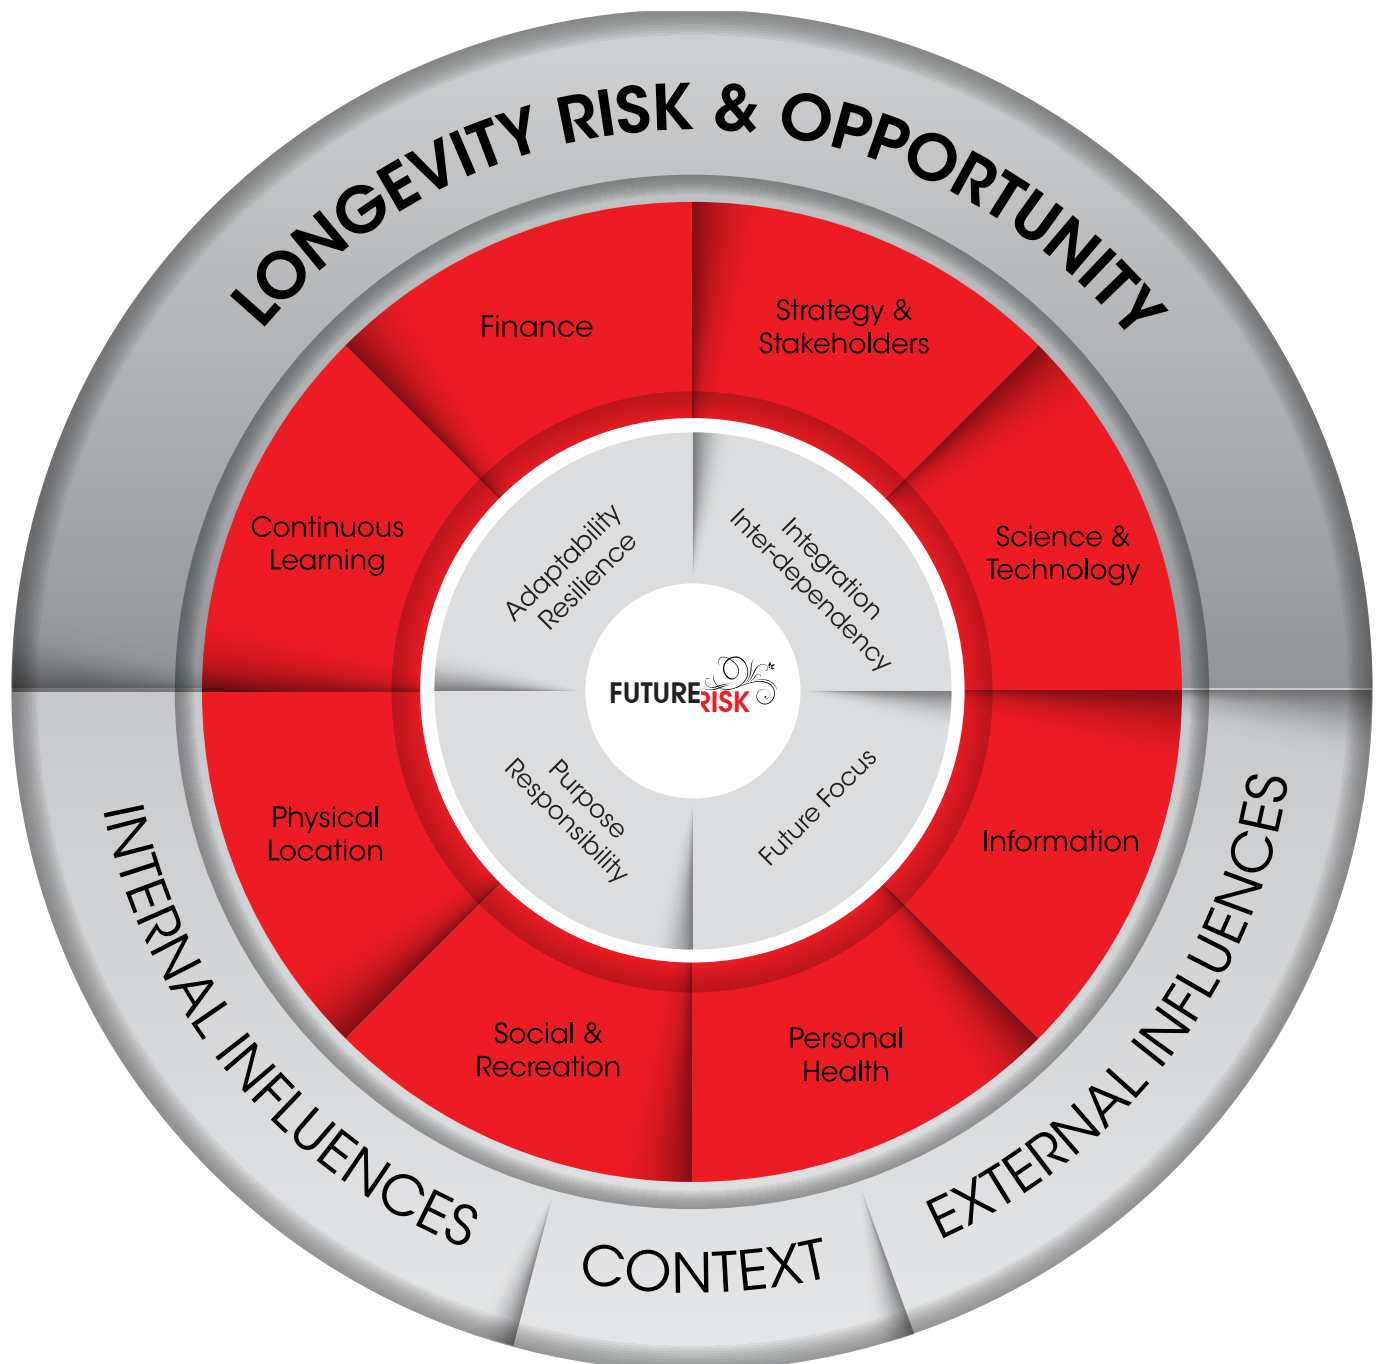 LONGEVITY RISK & OPPORTUNITY
Finance
Strategy &
Stakeholders
Continuous
Learning
Science &
Technology
Adaptability
Resilience
Integration
Inter-dependency
FUTURERISK
Purpose
Responsibility
Future Focus
Physical
Location
Information
Social &
Recreation
Personal
Health
INTERNAL INFLUENCES
CONTEXT
EXTERNAL INFLUENCES